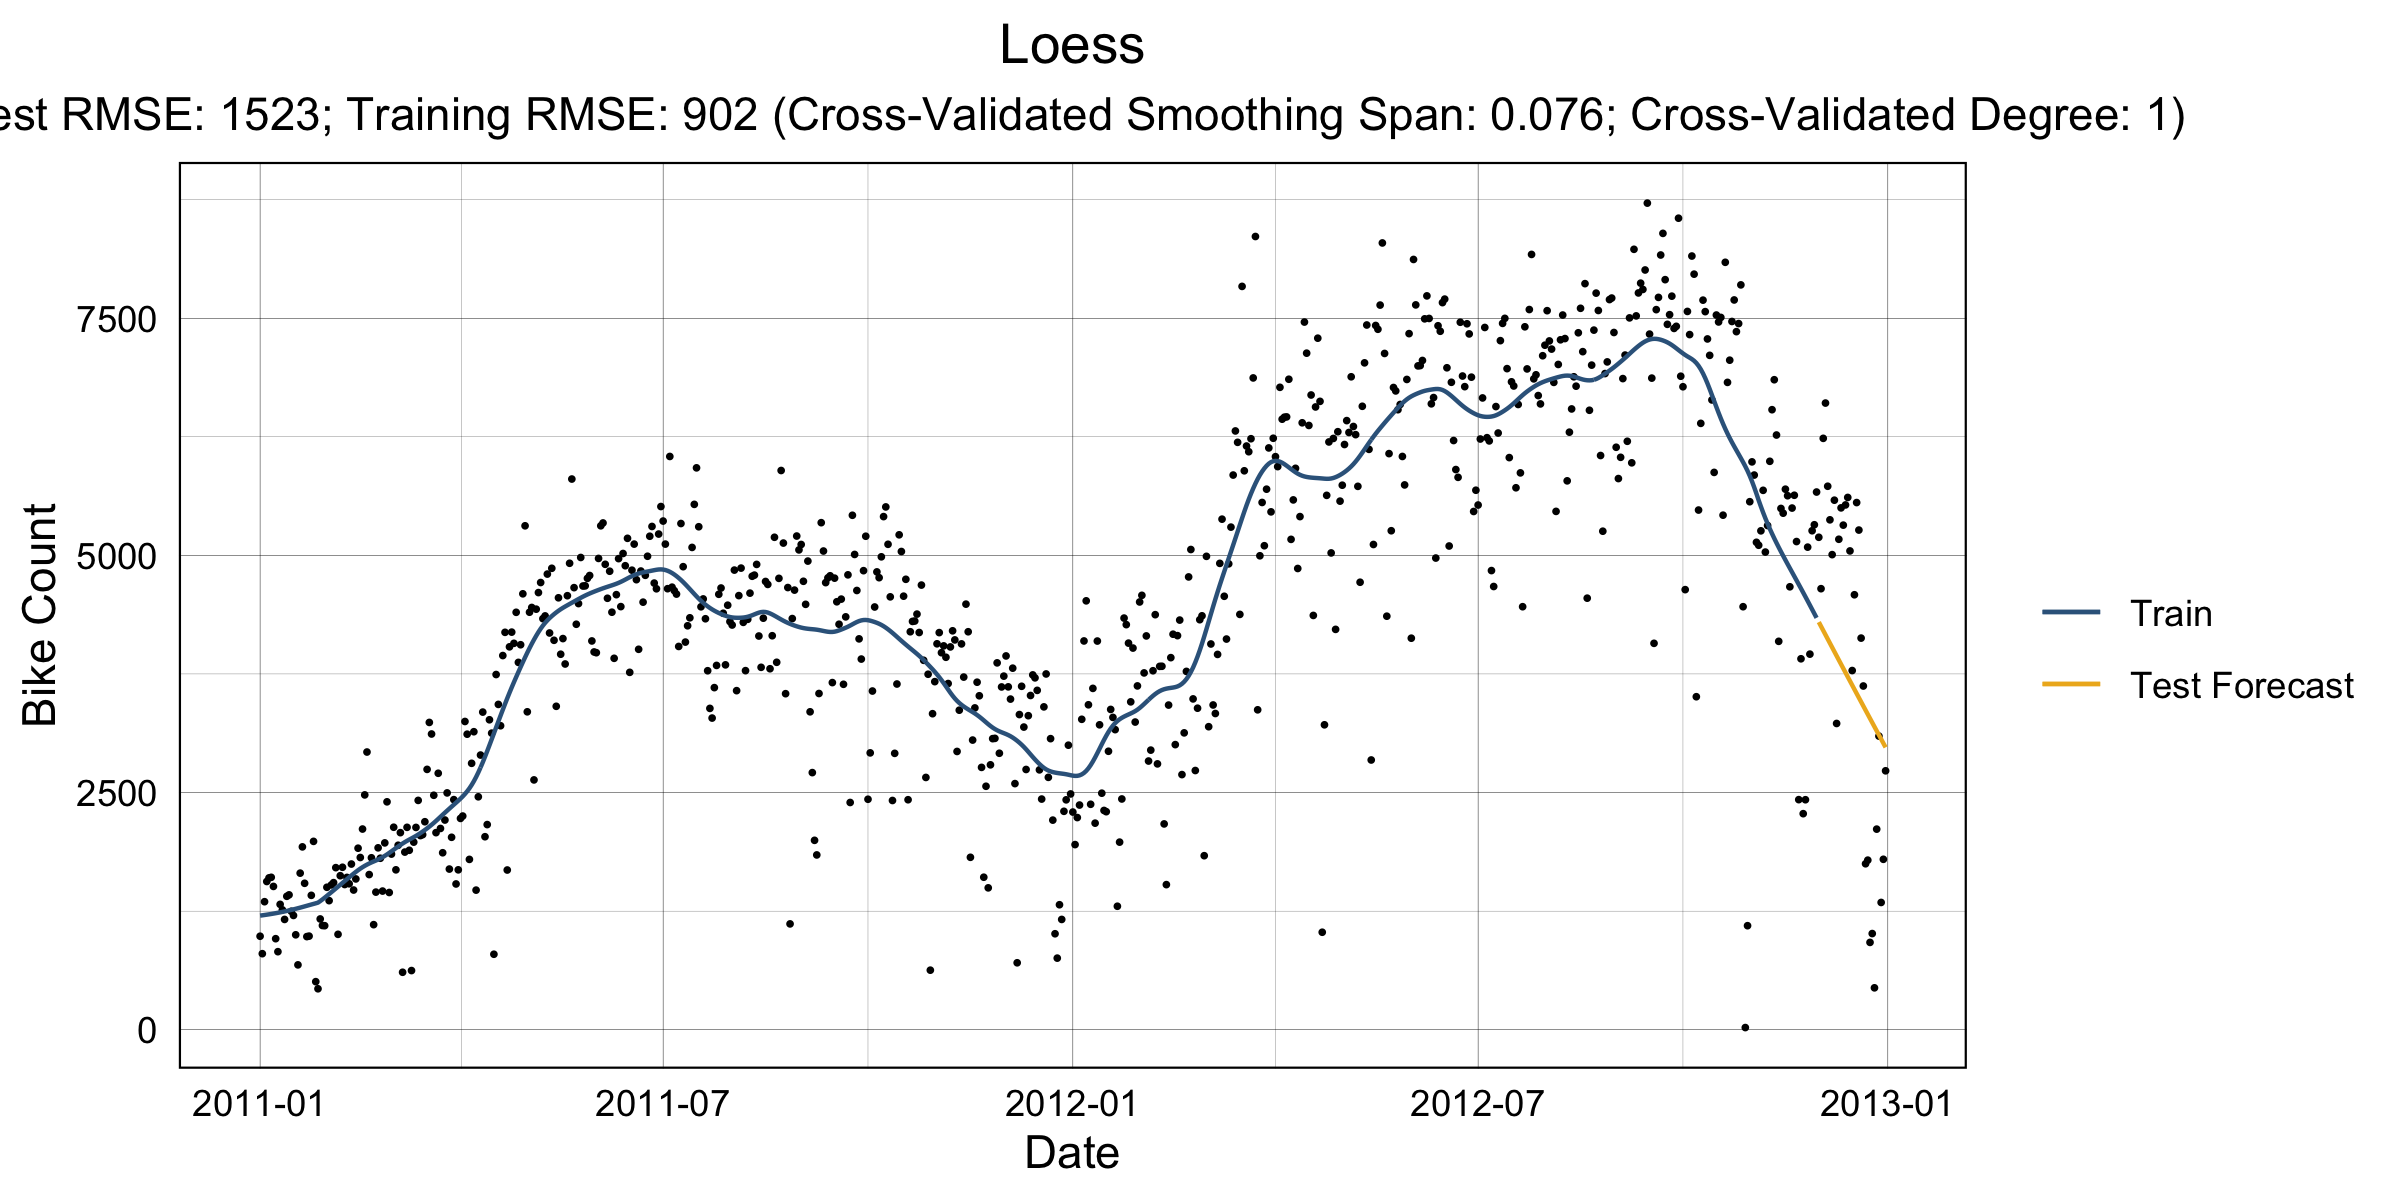 Loess
est RMSE: 1523; Training RMSE: 902 (Cross-Validated Smoothing Span: 0.076; Cross-Validated Degree: 1)
7500
5000
2500
0
Bike Count
2011-01 2011-07 2012-01 2012-07 2013-01
Date
Train
Test Forecast